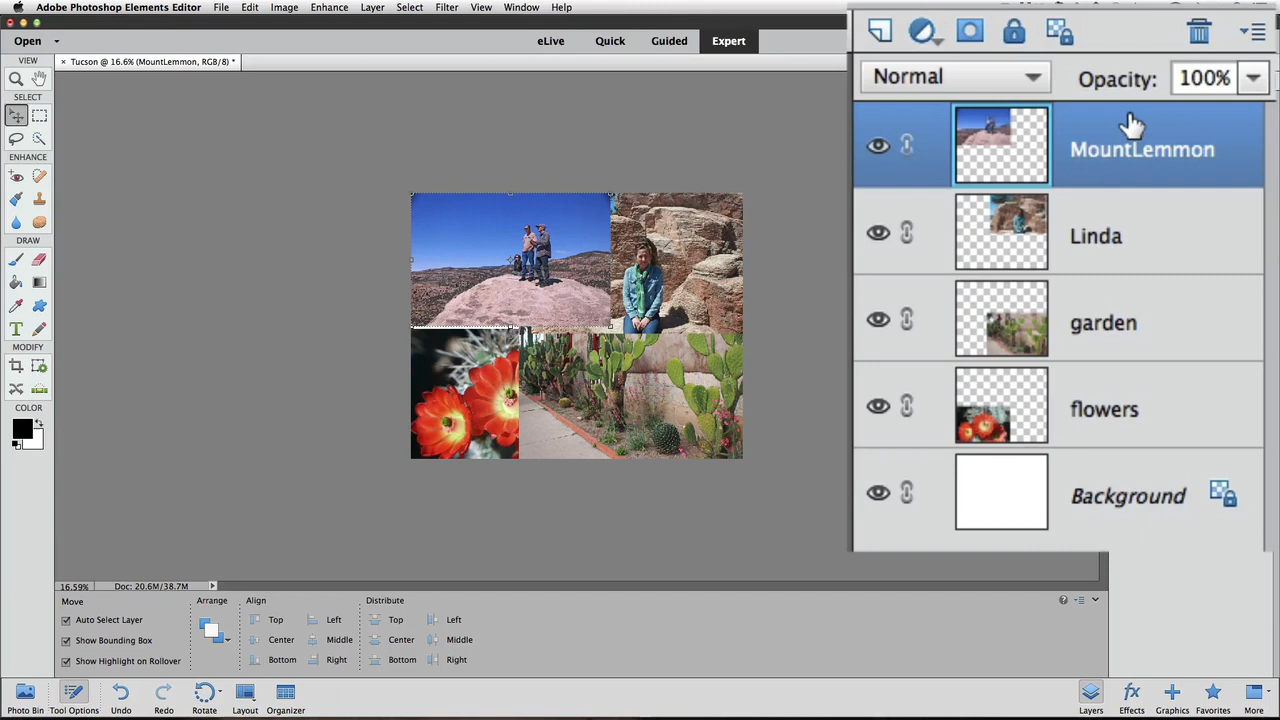 Adobe Photoshop Elements Editor File Edit Image Enhance Layer Select Filter View Window Help
Open eLive Quick Guided Expert
× Tucson @ 16.6% (MountLemmon, RGB/8) *
VIEW
SELECT
ENHANCE
DRAW
T
MODIFY
COLOR
Normal Opacity: 100%
MountLemmon
Linda
garden
flowers
Background
16.59% Doc: 20.6M/38.7M
Move Arrange Align Distribute
Auto Select Layer Top Left Top Left
Show Bounding Box Center Middle Center Middle
Show Highlight on Rollover Bottom Right Bottom Right
Photo Bin Tool Options Undo Redo Rotate Layout Organizer Layers Effects Graphics Favorites More